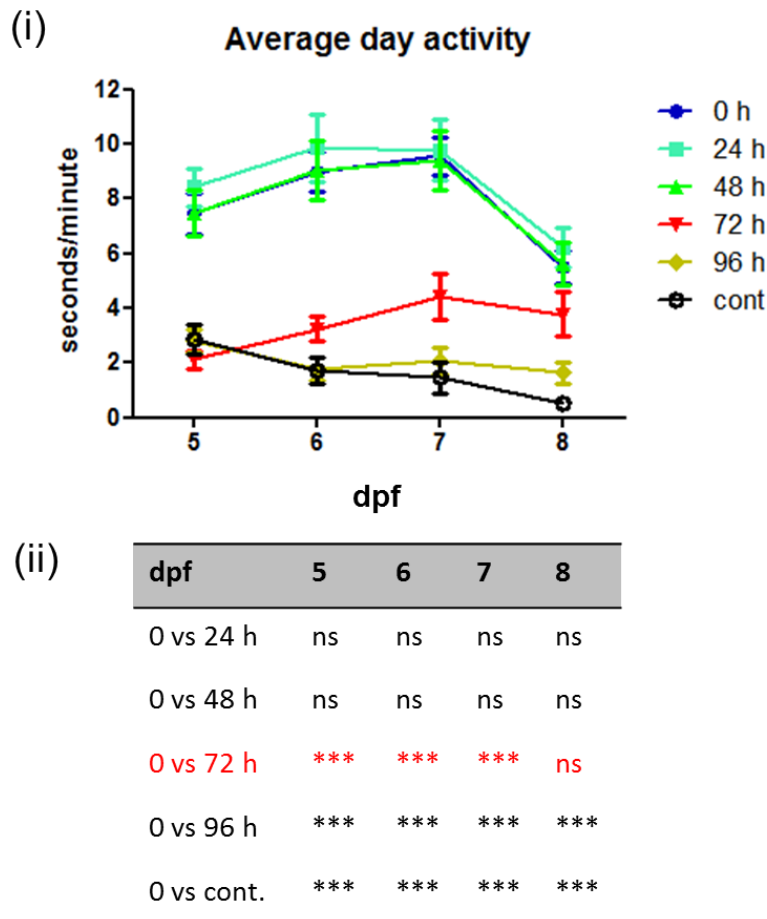 (i)
Average day activity
seconds/minute
12
10
8
6
4
2
0
5 6 7 8
dpf
0 h
24 h
48 h
72 h
96 h
cont
(ii)
dpf 5 6 7 8
0 vs 24 h ns ns ns ns
0 vs 48 h ns ns ns ns
0 vs 72 h *** *** *** ns
0 vs 96 h *** *** *** ***
0 vs cont. *** *** *** ***